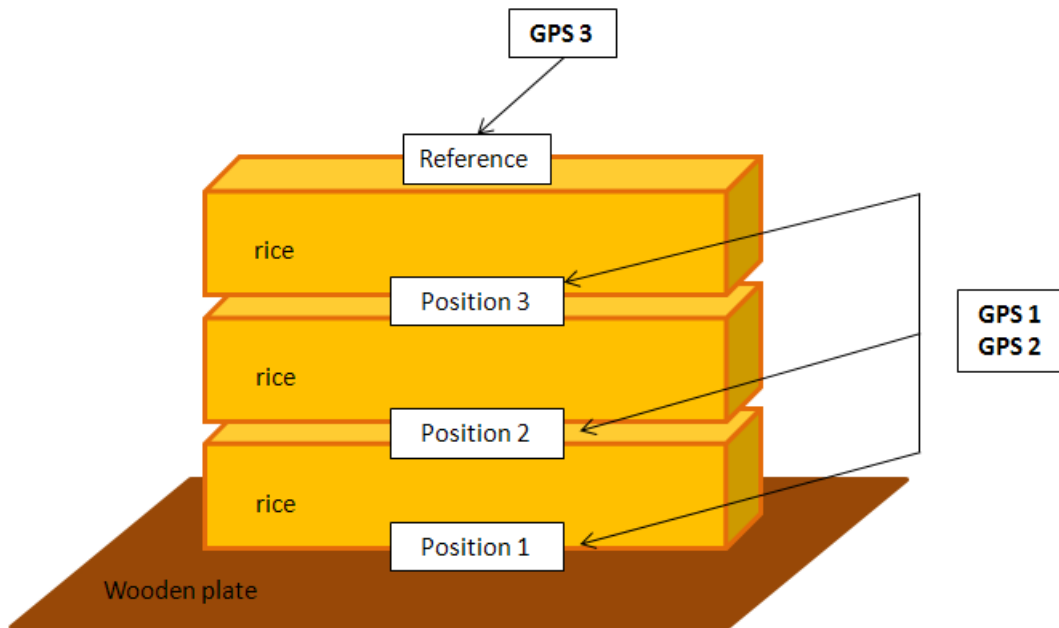 GPS 3
Reference
rice
Position 3
GPS 1
GPS 2
rice
Position 2
rice
Position 1
Wooden plate